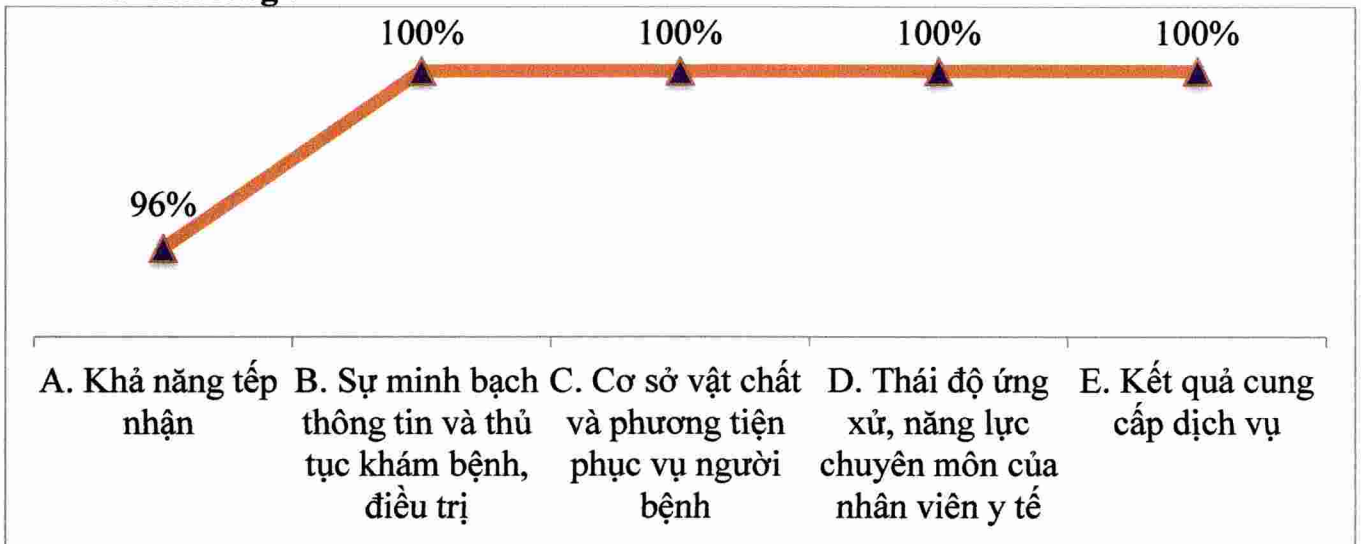 100% 100% 100% 100%
96%
A. Khả năng tếp
nhận
B. Sự minh bạch
thông tin và thủ
tục khám bệnh,
điều trị
C. Cơ sở vật chất
và phương tiện
phục vụ người
bệnh
D. Thái độ ứng
xử, năng lực
chuyên môn của
nhân viên y tế
E. Kết quả cung
cấp dịch vụ